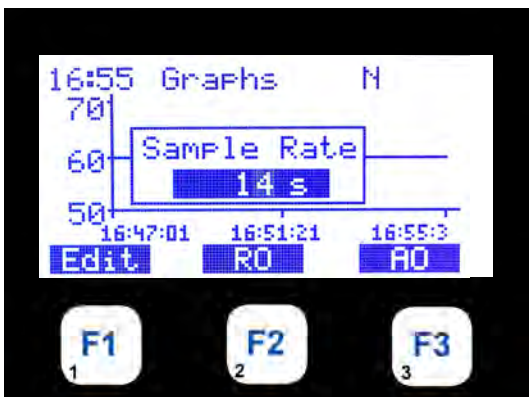 16:55 Graphs N
70
Sample Rate
60
14 s
50
16:47:01 16:51:21 16:55:3
Edit RO AO
F1 F2 F3
1 2 3